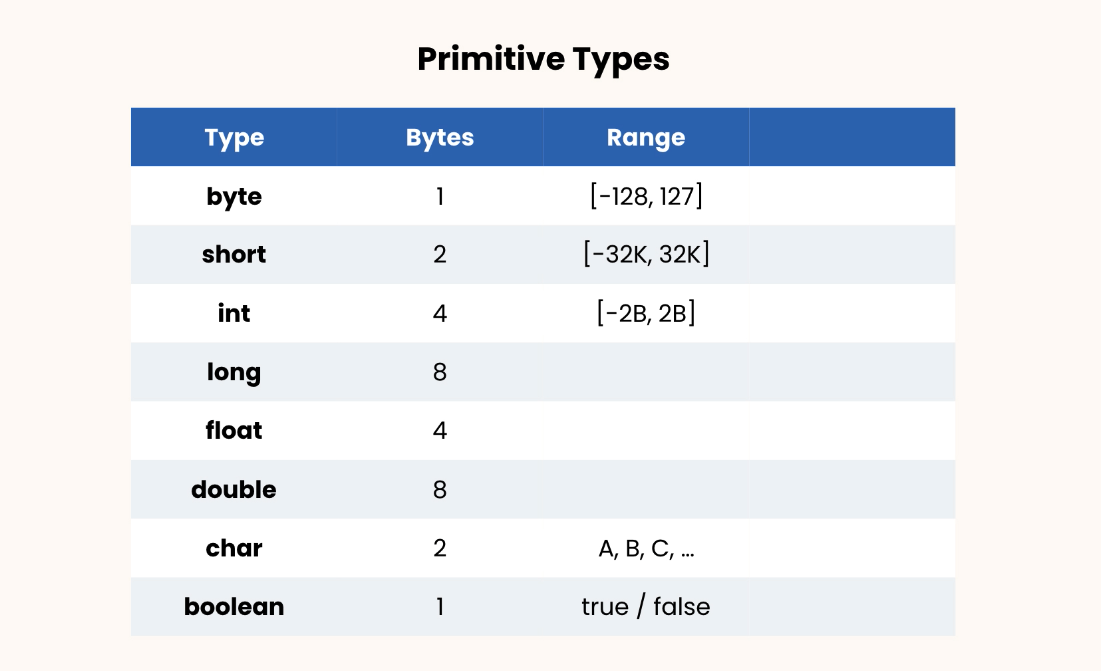 Primitive Types
Type Bytes Range
byte 1 [-128, 127]
short 2 [-32K, 32K]
int 4 [-2B, 2B]
long 8
float 4
double 8
char 2 A, B, C, ...
boolean 1 true / false